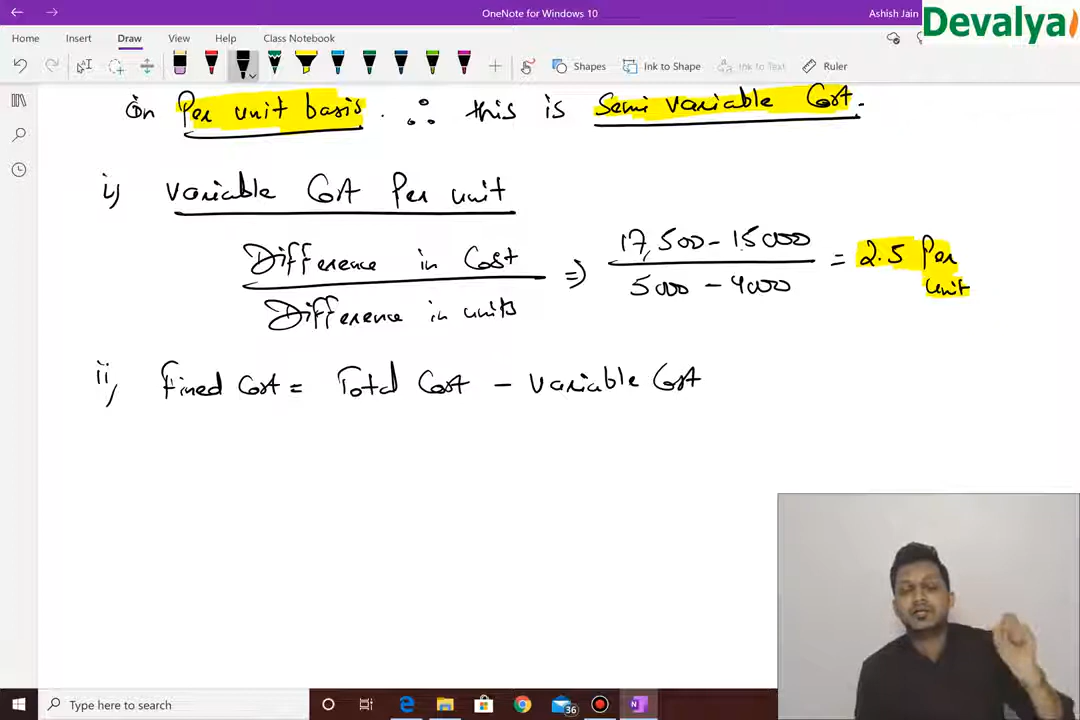 OneNote for Windows 10
Ashish Jain
Devalya
Home Insert Draw View Help Class Notebook
Shapes Ink to Shape Ink to Text Ruler
On Per unit basis. ∴ this is Semi variable Cost.
i) Variable Cost Per unit
Difference in Cost ⇒ 17,500 - 15000 = 2.5 Per unit
Difference in units 5000 - 4000
ii) Fixed Cost = Total Cost - Variable Cost
Type here to search
36